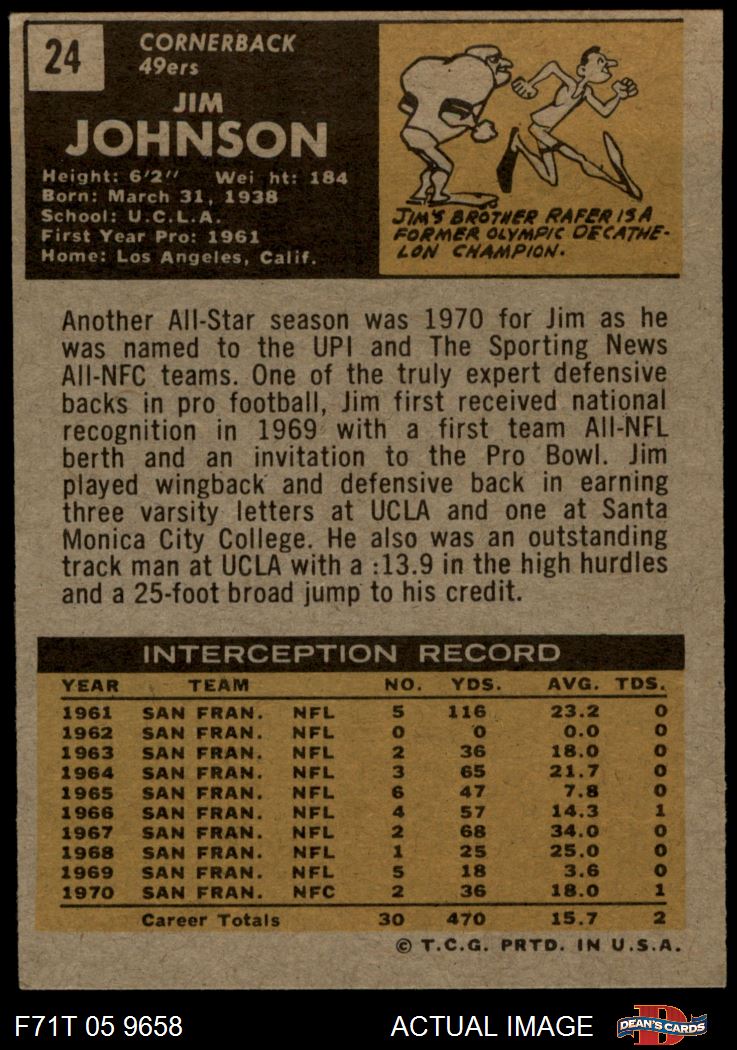 24
CORNERBACK
49ers
JIM
JOHNSON
Height: 6'2" Wei ht: 184
Born: March 31, 1938
School: U.C.L.A.
First Year Pro: 1961
Home: Los Angeles, Calif.
JIM'S BROTHER RAFER IS A
FORMER OLYMPIC DECATHE-
LON CHAMPION.
Another All-Star season was 1970 for Jim as he
was named to the UPI and The Sporting News
All-NFC teams. One of the truly expert defensive
backs in pro football, Jim first received national
recognition in 1969 with a first team All-NFL
berth and an invitation to the Pro Bowl. Jim
played wingback and defensive back in earning
three varsity letters at UCLA and one at Santa
Monica City College. He also was an outstanding
track man at UCLA with a :13.9 in the high hurdles
and a 25-foot broad jump to his credit.
INTERCEPTION RECORD
YEAR TEAM NO. YDS. AVG. TDS.
1961 SAN FRAN. NFL 5 116 23.2 0
1962 SAN FRAN. NFL 0 0 0.0 0
1963 SAN FRAN. NFL 2 36 18.0 0
1964 SAN FRAN. NFL 3 65 21.7 0
1965 SAN FRAN. NFL 6 47 7.8 0
1966 SAN FRAN. NFL 4 57 14.3 1
1967 SAN FRAN. NFL 2 68 34.0 0
1968 SAN FRAN. NFL 1 25 25.0 0
1969 SAN FRAN. NFL 5 18 3.6 0
1970 SAN FRAN. NFC 2 36 18.0 1
Career Totals 30 470 15.7 2
© T.C.G. PRTD. IN U.S.A.
F71T 05 9658 ACTUAL IMAGE D DEAN'S CARDS